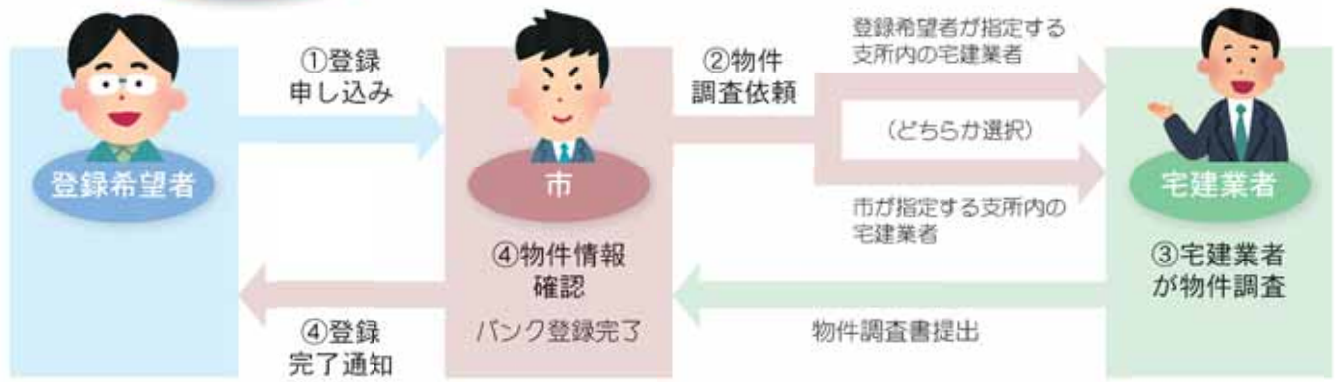 ①登録
申し込み
登録希望者
市
②物件
調査依頼
登録希望者が指定する
支所内の宅建業者
(どちらか選択)
市が指定する支所内の
宅建業者
宅建業者
③宅建業者
が物件調査
物件調査書提出
④物件情報
確認
バンク登録完了
④登録
完了通知